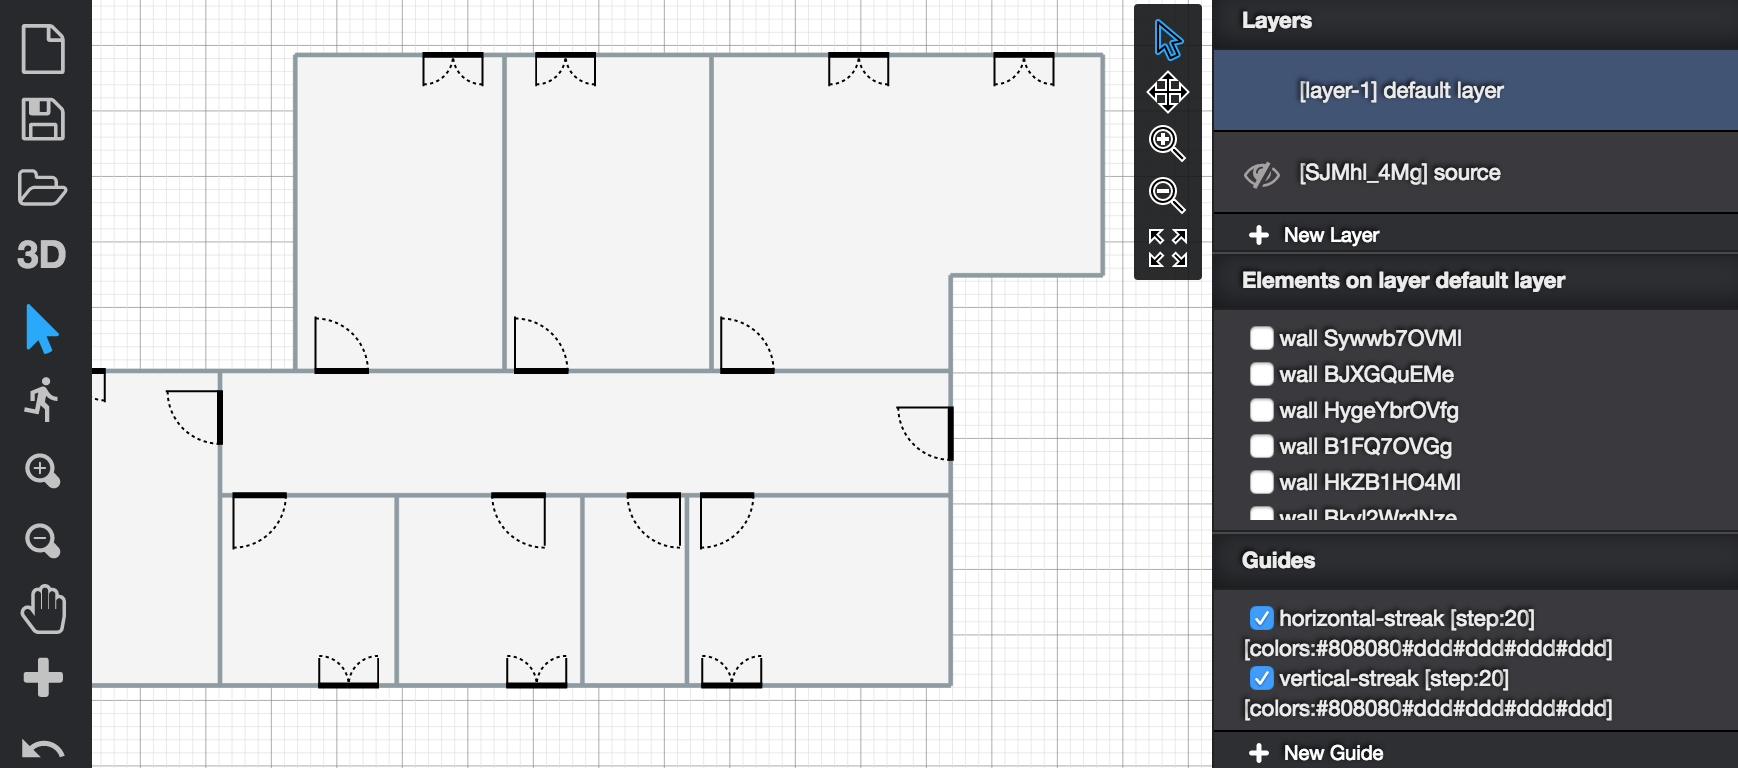 3D
Layers
[layer-1] default layer
[SJMhl_4Mg] source
New Layer
Elements on layer default layer
wall Sywwb7OVMl
wall BJXGQuEMe
wall HygeYbrOVfg
wall B1FQ7OVGg
wall HkZB1HO4Ml
wall
Guides
horizontal-streak [step:20]
[colors:#808080#ddd#ddd#ddd#ddd]
vertical-streak [step:20]
[colors:#808080#ddd#ddd#ddd#ddd]
New Guide